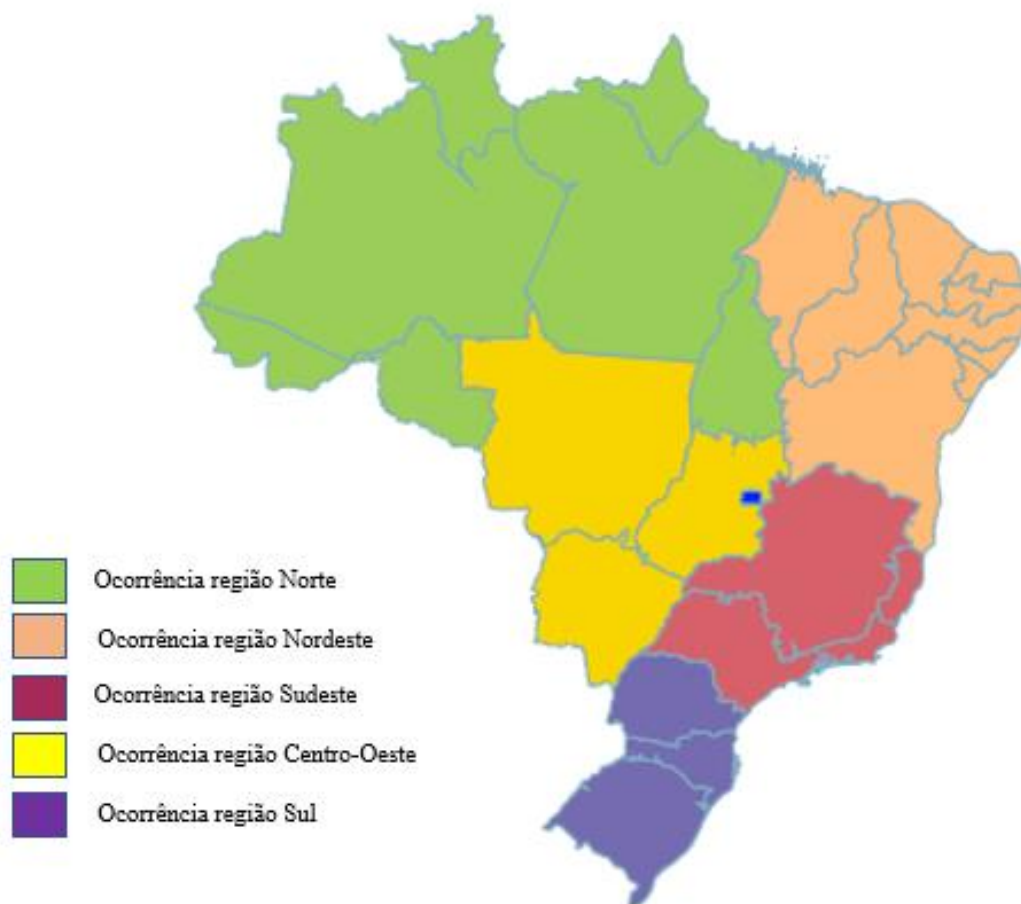 Ocorrência região Norte
Ocorrência região Nordeste
Ocorrência região Sudeste
Ocorrência região Centro-Oeste
Ocorrência região Sul